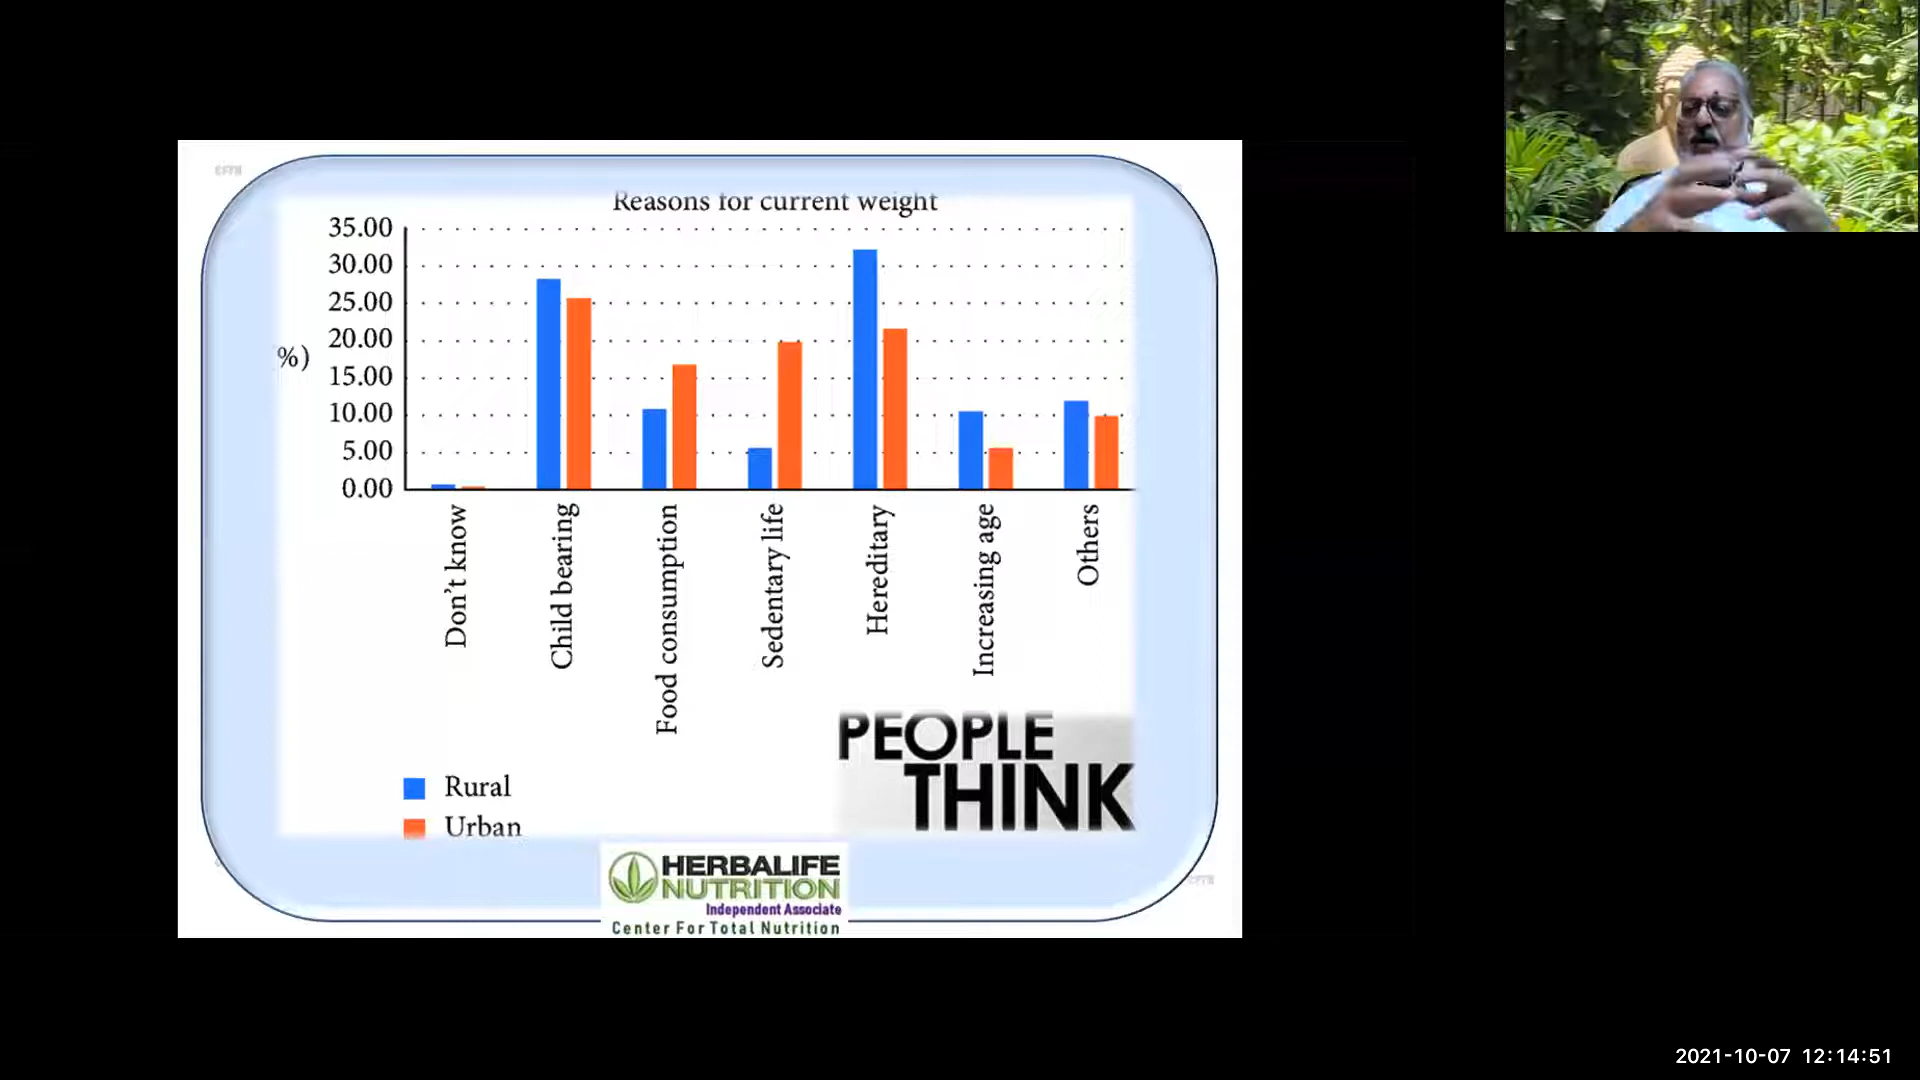 CFTN
Reasons for current weight
35.00
30.00
25.00
20.00
15.00
10.00
5.00
0.00
%)
Don't know
Child bearing
Food consumption
Sedentary life
Hereditary
Increasing age
Others
Rural
Urban
PEOPLE
THINK
CFTN
HERBALIFE
NUTRITION
Independent Associate
Center For Total Nutrition
2021-10-07 12:14:51